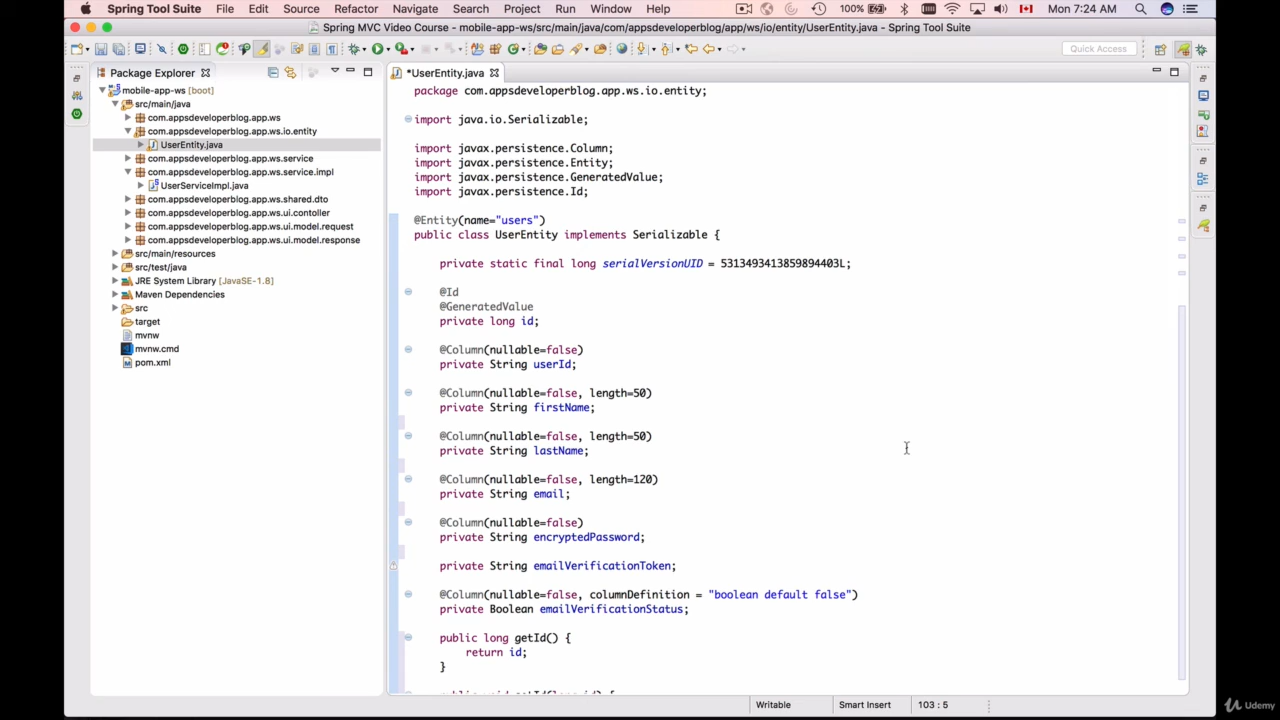 Spring Tool Suite File Edit Source Refactor Navigate Search Project Run Window Help 100% Mon 7:24 AM
Spring MVC Video Course - mobile-app-ws/src/main/java/com/appsdeveloperblog/app/ws/io/entity/UserEntity.java - Spring Tool Suite
Quick Access
Package Explorer
mobile-app-ws [boot]
src/main/java
com.appsdeveloperblog.app.ws
com.appsdeveloperblog.app.ws.io.entity
UserEntity.java
com.appsdeveloperblog.app.ws.service
com.appsdeveloperblog.app.ws.service.impl
UserServiceImpl.java
com.appsdeveloperblog.app.ws.shared.dto
com.appsdeveloperblog.app.ws.ui.contoller
com.appsdeveloperblog.app.ws.ui.model.request
com.appsdeveloperblog.app.ws.ui.model.response
src/main/resources
src/test/java
JRE System Library [JavaSE-1.8]
Maven Dependencies
src
target
mvnw
mvnw.cmd
pom.xml
*UserEntity.java
package com.appsdeveloperblog.app.ws.io.entity;
import java.io.Serializable;
import javax.persistence.Column;
import javax.persistence.Entity;
import javax.persistence.GeneratedValue;
import javax.persistence.Id;
@Entity(name="users")
public class UserEntity implements Serializable {
private static final long serialVersionUID = 5313493413859894403L;
@Id
@GeneratedValue
private long id;
@Column(nullable=false)
private String userId;
@Column(nullable=false, length=50)
private String firstName;
@Column(nullable=false, length=50)
private String lastName;
@Column(nullable=false, length=120)
private String email;
@Column(nullable=false)
private String encryptedPassword;
private String emailVerificationToken;
@Column(nullable=false, columnDefinition = "boolean default false")
private Boolean emailVerificationStatus;
public long getId() {
return id;
}
Writable Smart Insert 103 : 5
Udemy